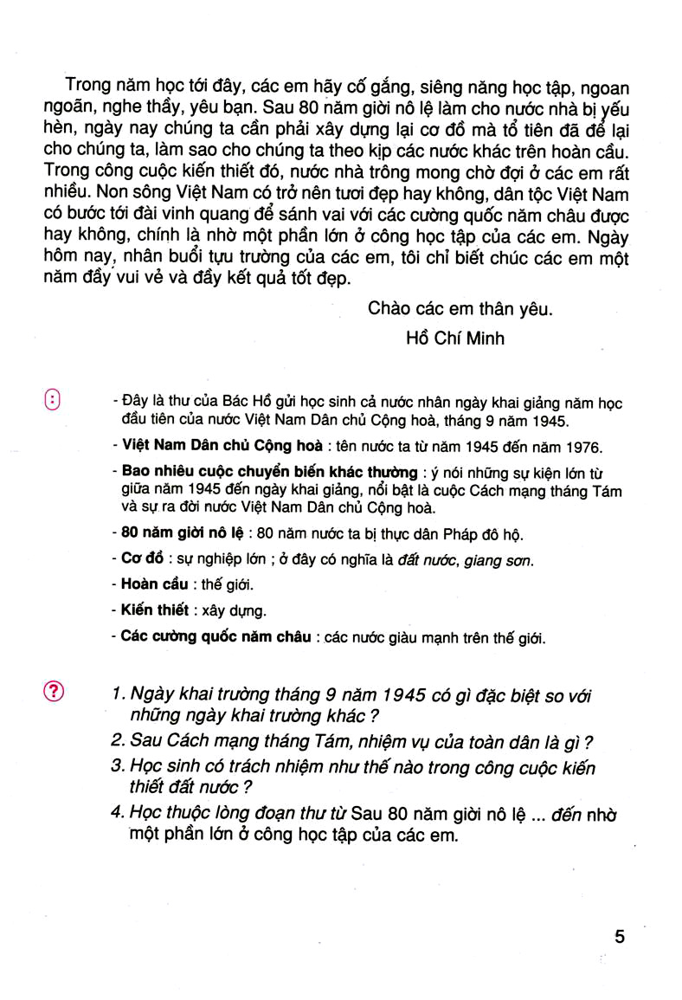 Trong năm học tới đây, các em hãy cố gắng, siêng năng học tập, ngoan
ngoãn, nghe thầy, yêu bạn. Sau 80 năm giời nô lệ làm cho nước nhà bị yếu
hèn, ngày nay chúng ta cần phải xây dựng lại cơ đồ mà tổ tiên đã để lại
cho chúng ta, làm sao cho chúng ta theo kịp các nước khác trên hoàn cầu.
Trong công cuộc kiến thiết đó, nước nhà trông mong chờ đợi ở các em rất
nhiều. Non sông Việt Nam có trở nên tươi đẹp hay không, dân tộc Việt Nam
có bước tới đài vinh quang để sánh vai với các cường quốc năm châu được
hay không, chính là nhờ một phần lớn ở công học tập của các em. Ngày
hôm nay, nhân buổi tựu trường của các em, tôi chỉ biết chúc các em một
năm đầy vui vẻ và đầy kết quả tốt đẹp.
Chào các em thân yêu.
Hồ Chí Minh
:
- Đây là thư của Bác Hồ gửi học sinh cả nước nhân ngày khai giảng năm học
đầu tiên của nước Việt Nam Dân chủ Cộng hoà, tháng 9 năm 1945.
- Việt Nam Dân chủ Cộng hoà : tên nước ta từ năm 1945 đến năm 1976.
- Bao nhiêu cuộc chuyển biến khác thường : ý nói những sự kiện lớn từ
giữa năm 1945 đến ngày khai giảng, nổi bật là cuộc Cách mạng tháng Tám
và sự ra đời nước Việt Nam Dân chủ Cộng hoà.
- 80 năm giời nô lệ : 80 năm nước ta bị thực dân Pháp đô hộ.
- Cơ đồ : sự nghiệp lớn ; ở đây có nghĩa là đất nước, giang sơn.
- Hoàn cầu : thế giới.
- Kiến thiết : xây dựng.
- Các cường quốc năm châu : các nước giàu mạnh trên thế giới.
?
1. Ngày khai trường tháng 9 năm 1945 có gì đặc biệt so với
những ngày khai trường khác ?
2. Sau Cách mạng tháng Tám, nhiệm vụ của toàn dân là gì ?
3. Học sinh có trách nhiệm như thế nào trong công cuộc kiến
thiết đất nước ?
4. Học thuộc lòng đoạn thư từ Sau 80 năm giời nô lệ ... đến nhờ
một phần lớn ở công học tập của các em.
5